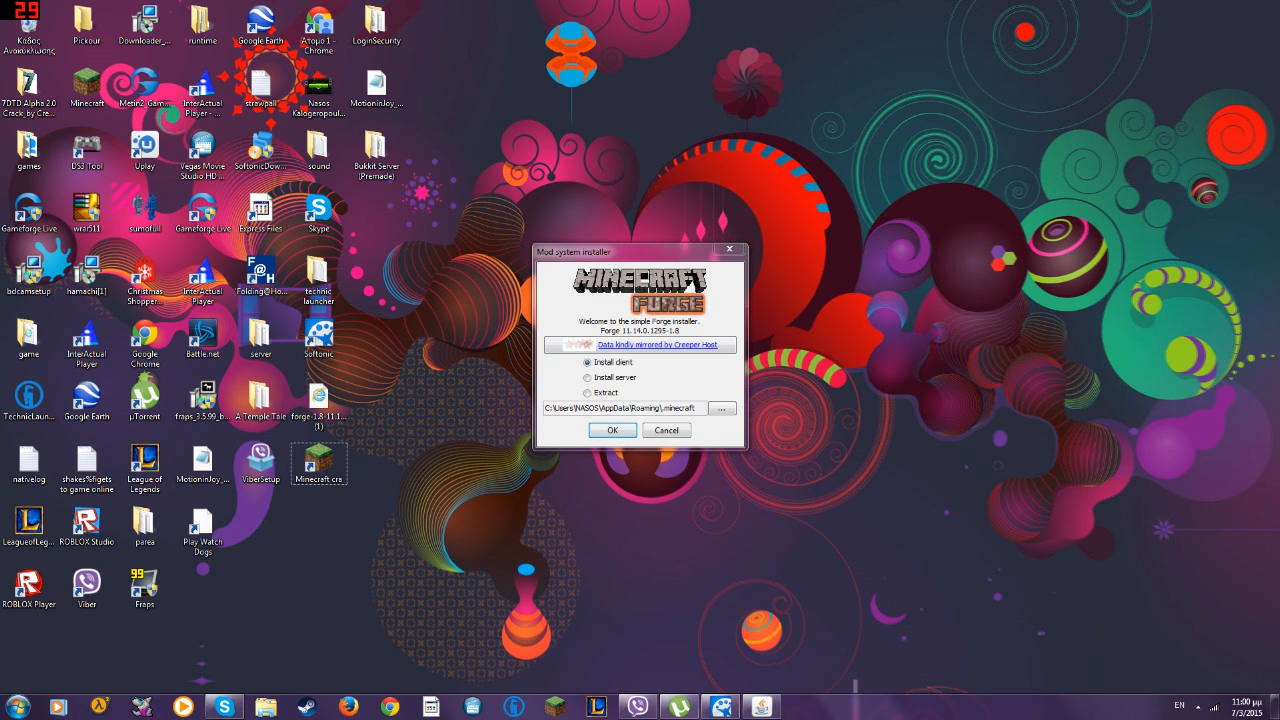 29
Κάδος
Ανακύκλωσης
Pickour
Downloader_...
runtime
Google Earth
Άτομο 1 -
Chrome
LoginSecurity
7DTD Alpha 2.0
Crack_by Cre...
Minecraft
Metin2_Gam...
InterActual
Player - ...
strawpall
Nasos
Kalogeropoul...
MotioninJoy_...
games
DS3 Tool
Uplay
Vegas Movie
Studio HD ...
SoftonicDow...
sound
Bukkit Server
(Premade)
Gameforge Live
wrar511
sumofull
Gameforge Live
Express Files
Skype
bdcamsetup
hamachi[1]
Christmas
Shopper...
InterActual
Player
F
@H
Folding@Ho...
technic
launcher
game
InterActual
Player
Google
Chrome
Battle.net
server
Softonic
TechnicLaun...
Google Earth
µTorrent
fraps_3.5.99_b...
A Temple Tale
forge-1.8-11.1...
(1)
nativelog
shakes%figets
to game online
League of
Legends
MotioninJoy_...
ViberSetup
Minecraft cra
LeagueofLeg...
ROBLOX Studio
parea
Play Watch
Dogs
ROBLOX Player
Viber
99
Fraps
Mod system installer
MINECRAFT
FORGE
Welcome to the simple Forge installer.
Forge 11.14.0.1295-1.8
Data kindly mirrored by Creeper Host
Install client
Install server
Extract
C:\Users\NASOS\AppData\Roaming\.minecraft
...
OK
Cancel
EN
11:00 μμ
7/3/2015